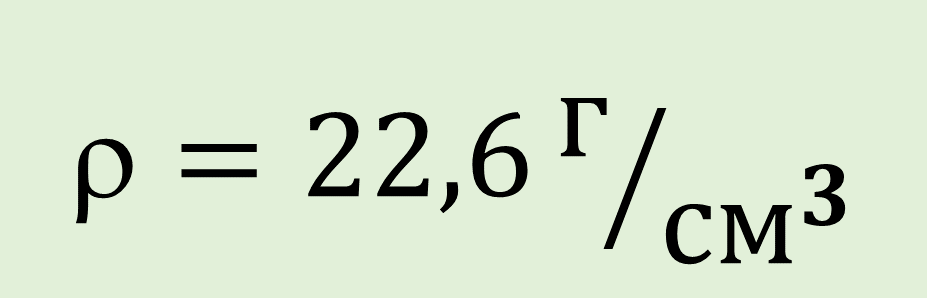 ρ = 22,6 г/см³